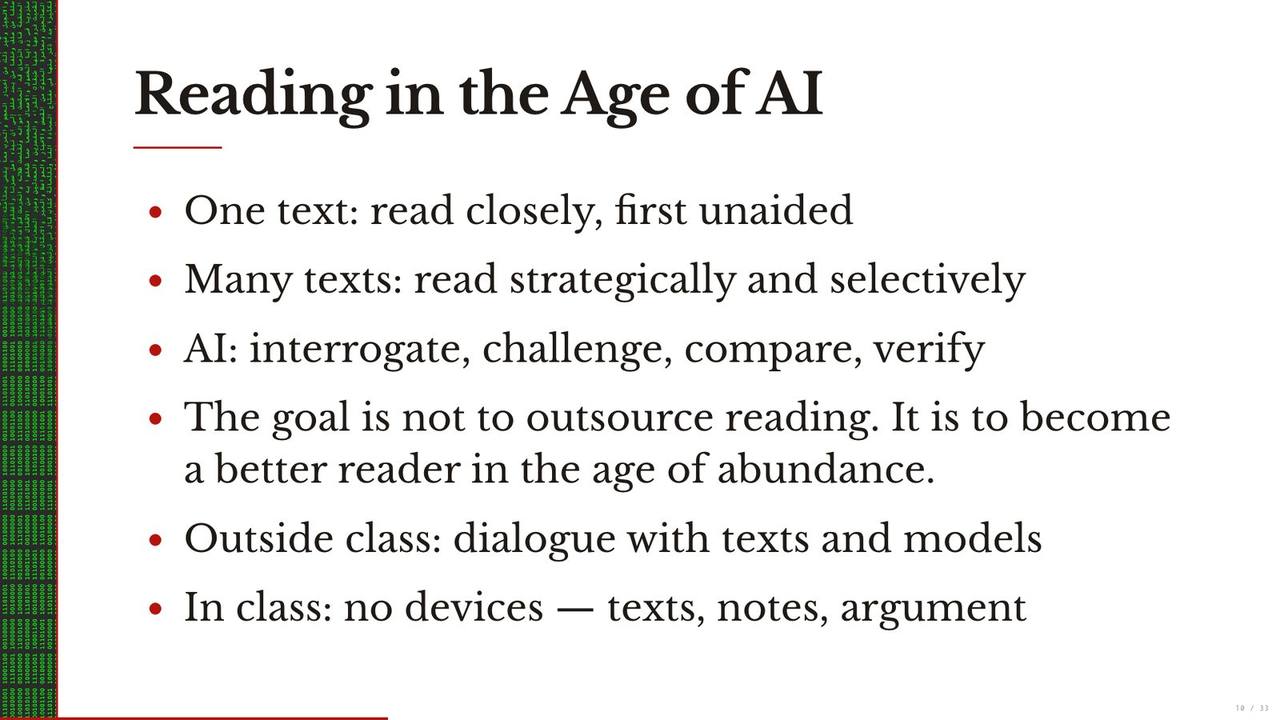 Reading in the Age of AI
• One text: read closely, first unaided
• Many texts: read strategically and selectively
• AI: interrogate, challenge, compare, verify
• The goal is not to outsource reading. It is to become
a better reader in the age of abundance.
• Outside class: dialogue with texts and models
• In class: no devices — texts, notes, argument
10 / 33